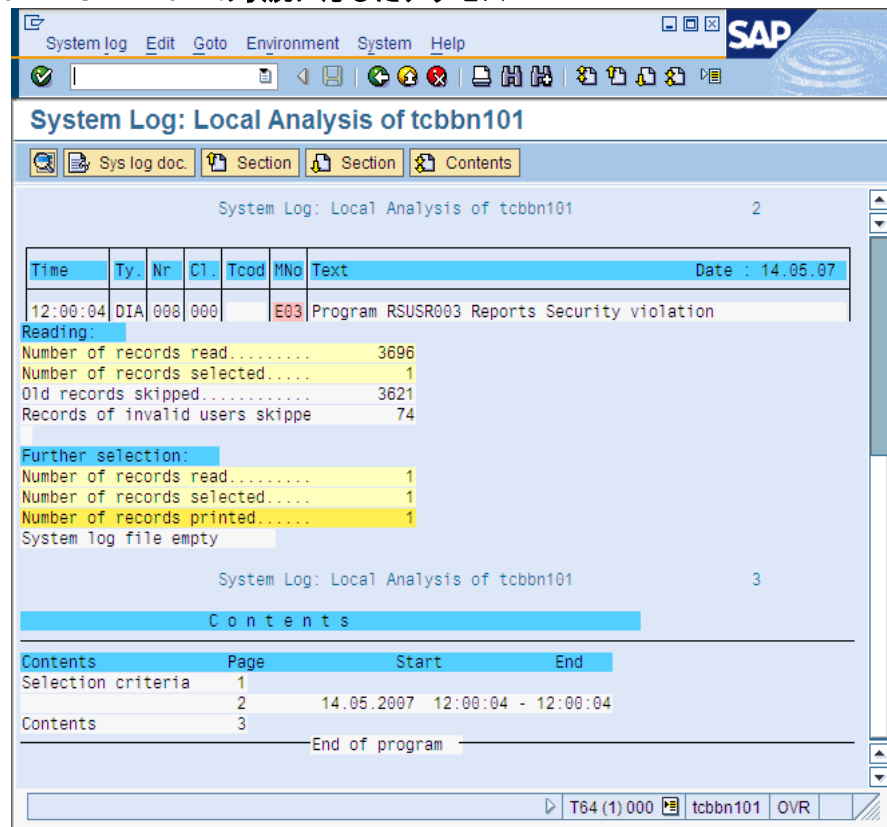 System log Edit Goto Environment System Help
SAP
System Log: Local Analysis of tcbbn101
Sys log doc. Section Section Contents
System Log: Local Analysis of tcbbn101 2
Time Ty. Nr Cl. Tcod MNo Text Date : 14.05.07
12:00:04 DIA 008 000 E03 Program RSUSR003 Reports Security violation
Reading:
Number of records read......... 3696
Number of records selected..... 1
Old records skipped............ 3621
Records of invalid users skippe 74
Further selection:
Number of records read......... 1
Number of records selected..... 1
Number of records printed...... 1
System log file empty
System Log: Local Analysis of tcbbn101 3
C o n t e n t s
Contents Page Start End
Selection criteria 1
2 14.05.2007 12:00:04 - 12:00:04
Contents 3
End of program
T64 (1) 000 tcbbn101 OVR